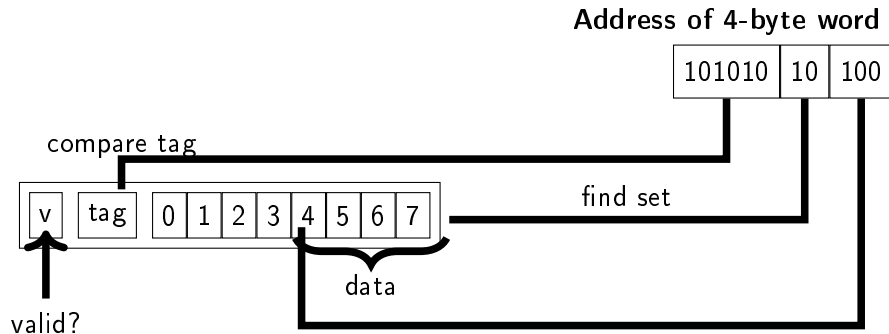 Address of 4-byte word
101010 10 100
compare tag
find set
v tag 0 1 2 3 4 5 6 7
data
valid?